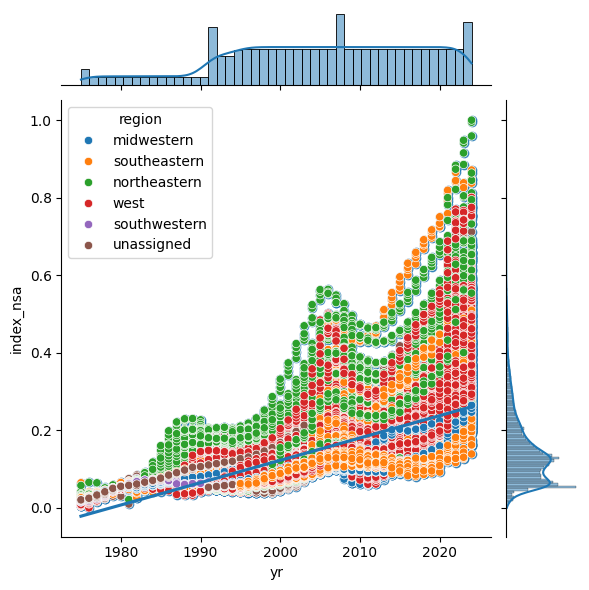 region
midwestern
southeastern
northeastern
west
southwestern
unassigned
1.0
0.8
0.6
0.4
0.2
0.0
index_nsa
1980
1990
2000
2010
2020
yr